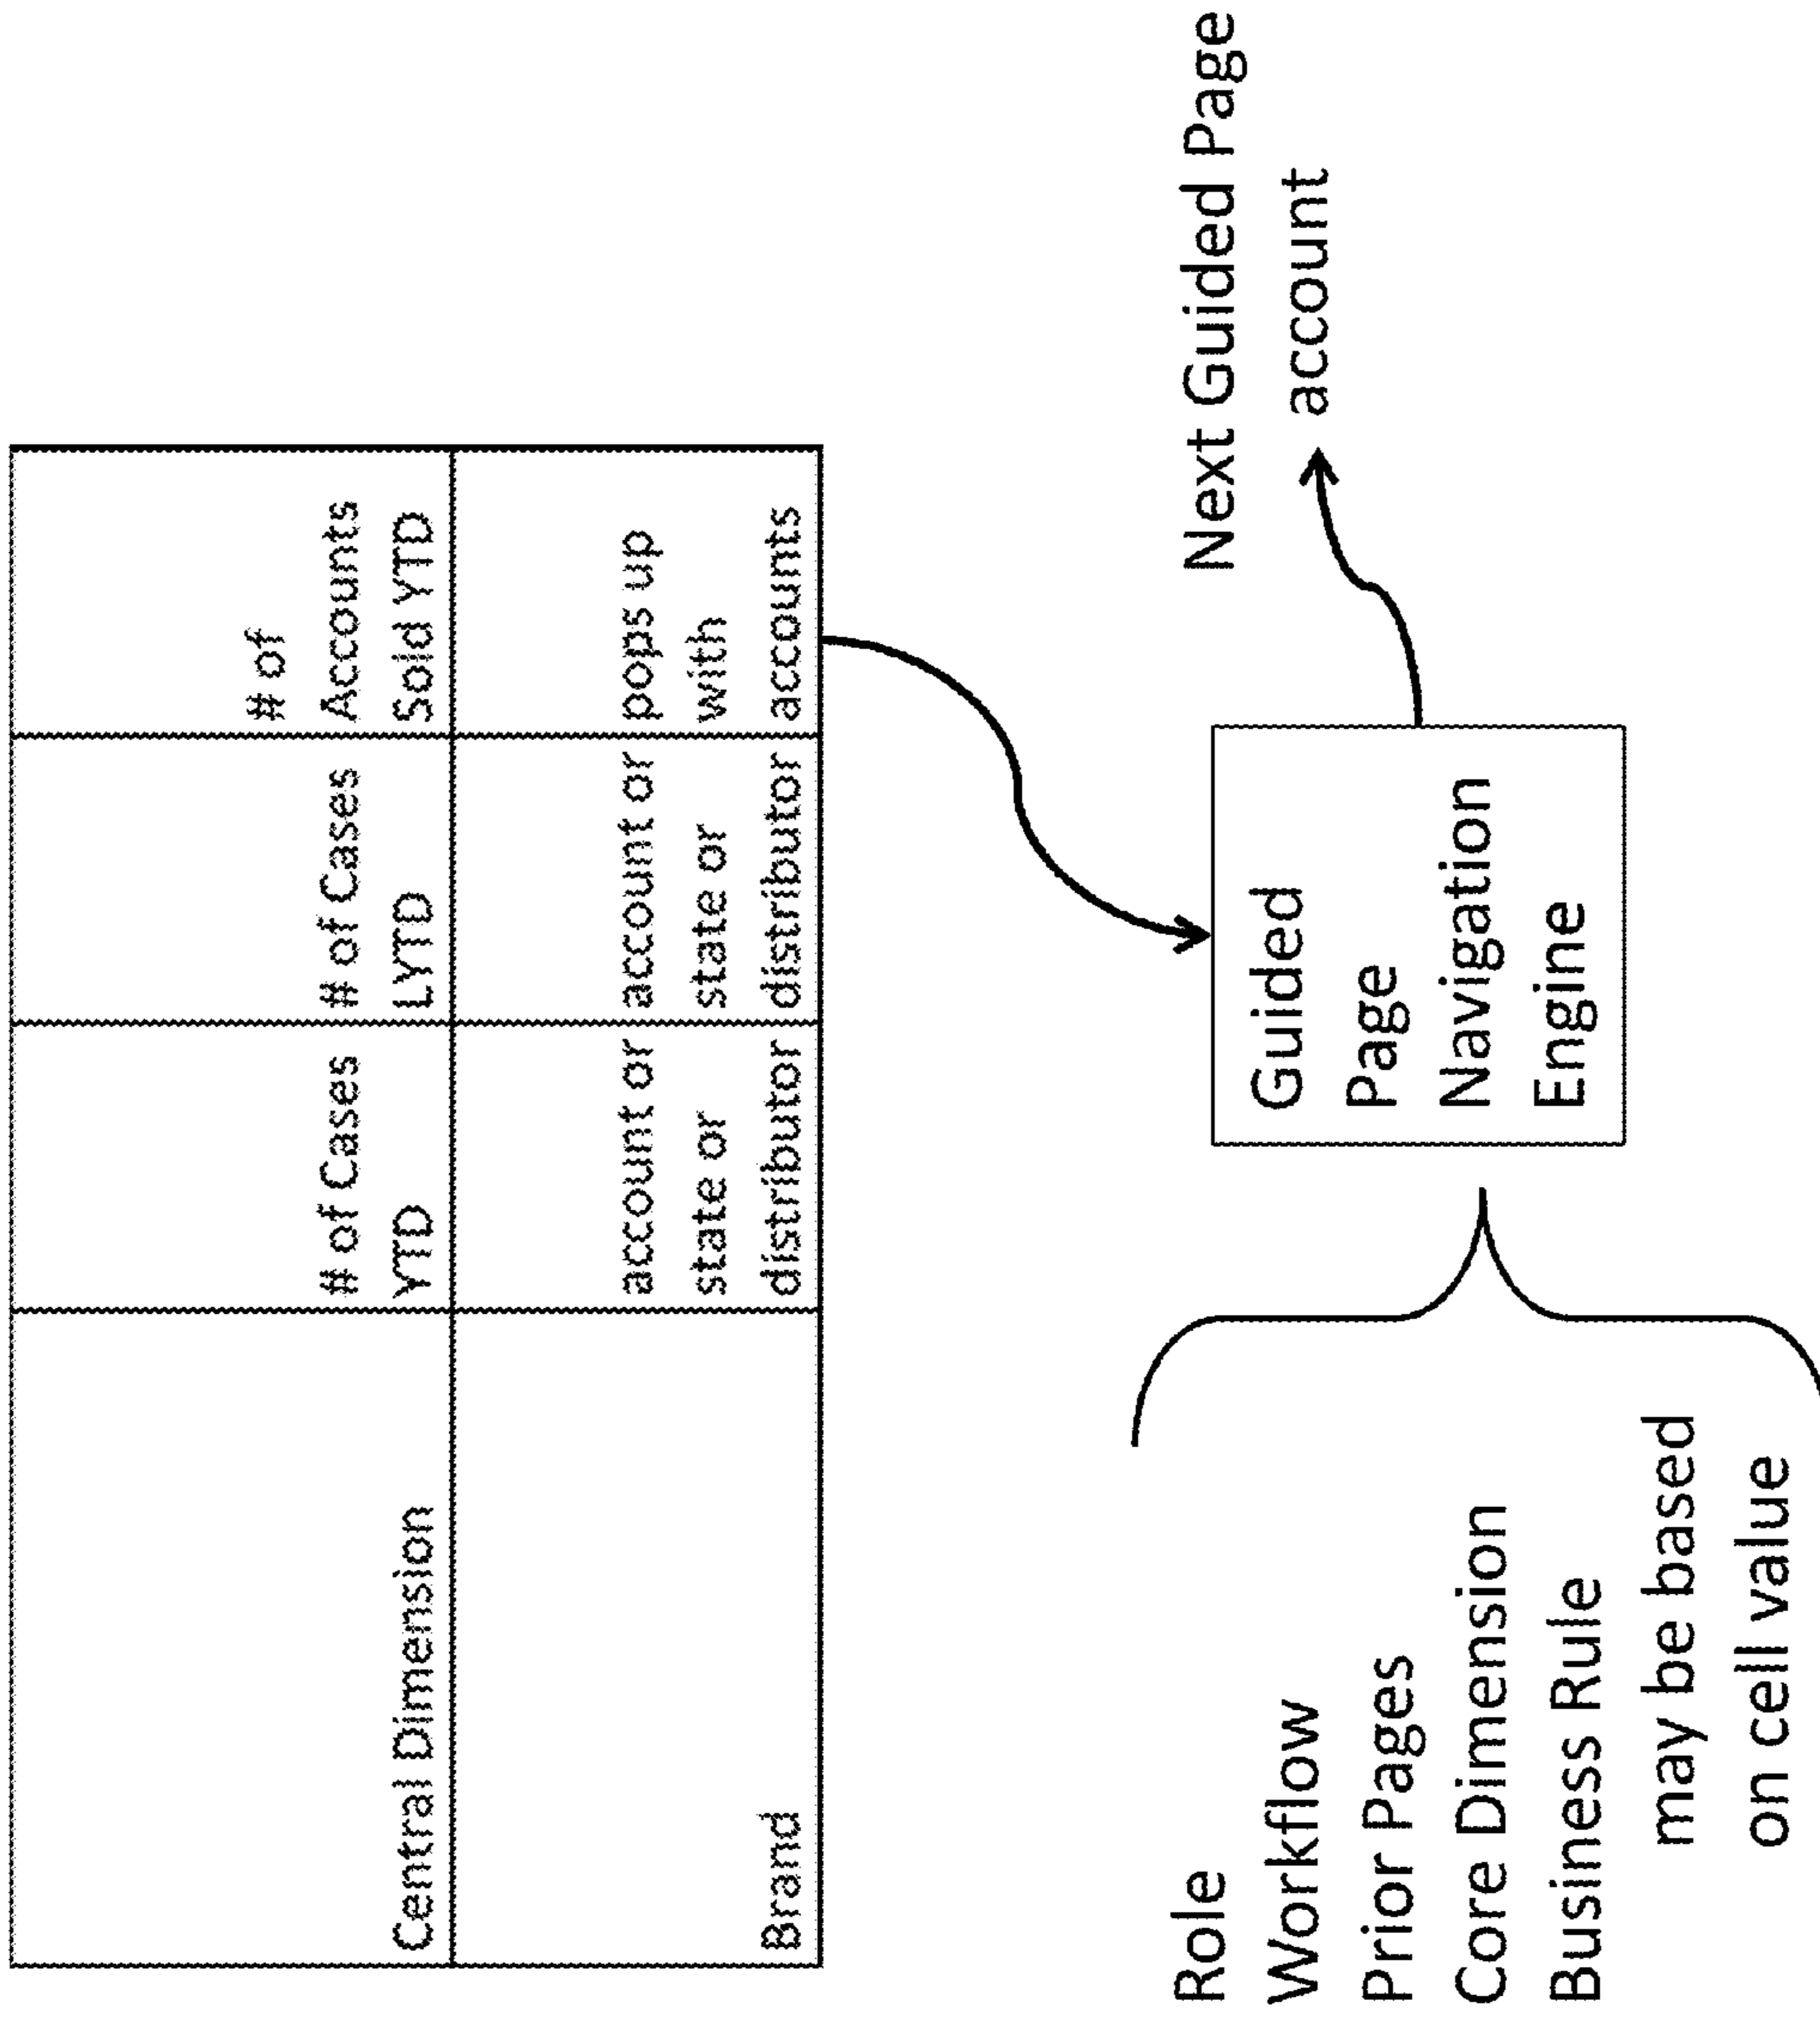 Central Dimension
# of Cases
YTD
# of Cases
LYTD
# of
Accounts
Sold YTD
Brand
account or
state or
distributor
account or
state or
distributor
pops up
with
accounts
Role
Workflow
Prior Pages
Core Dimension
Business Rule
may be based
on cell value
Guided
Page
Navigation
Engine
Next Guided Page
account